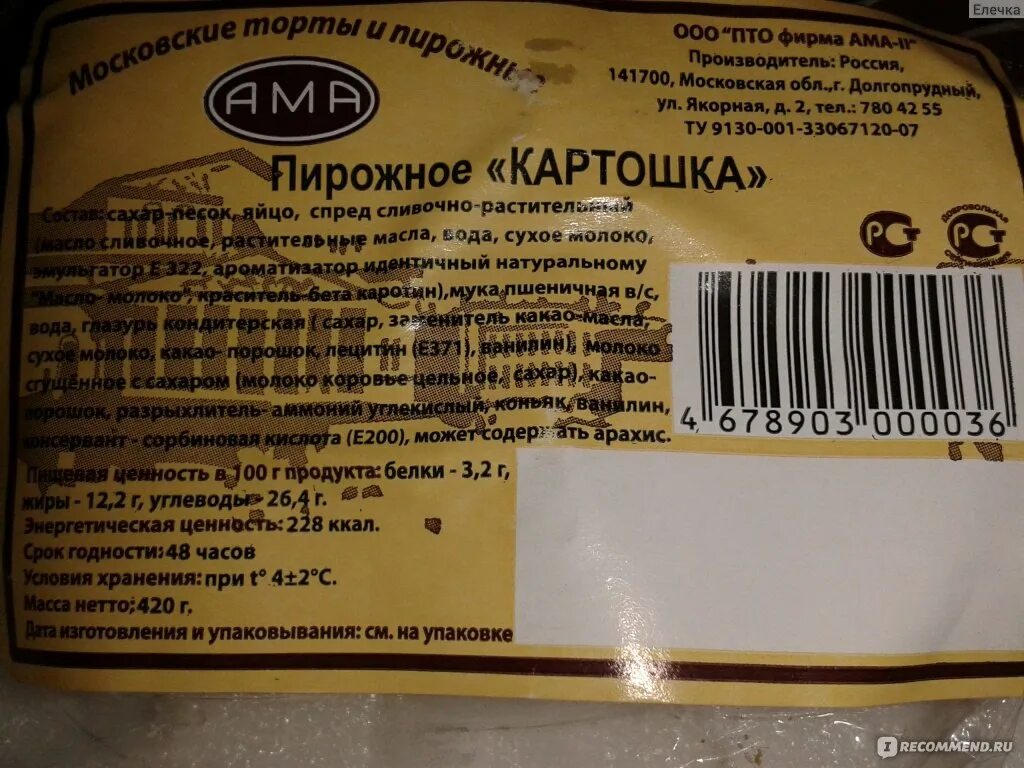 Елечка
Московские торты и пирожные
АМА
ООО "ПТО фирма АМА-II"
Производитель: Россия,
141700, Московская обл.,г. Долгопрудный,
ул. Якорная, д. 2, тел.: 780 42 55
ТУ 9130-001-33067120-07
Пирожное «КАРТОШКА»
Состав: сахар-песок, яйцо, спред сливочно-растительный
(масло сливочное, растительные масла, вода, сухое молоко,
эмульгатор Е 322, ароматизатор идентичный натуральному
"Масло- молоко", краситель бета каротин),мука пшеничная в/с,
вода, глазурь кондитерская ( сахар, заменитель какао-масла,
сухое молоко, какао- порошок, лецитин (Е371), ванилин), молоко
сгущённое с сахаром (молоко коровье цельное, сахар), какао-
порошок, разрыхлитель- аммоний углекислый, коньяк, ванилин,
консервант - сорбиновая кислота (Е200), может содержать арахис.
РСТ
ДОБРОВОЛЬНАЯ
РСТ
4 678903 000036
Пищевая ценность в 100 г продукта: белки - 3,2 г,
жиры - 12,2 г, углеводы - 26,4 г.
Энергетическая ценность: 228 ккал.
Срок годности: 48 часов
Условия хранения: при t° 4±2°С.
Масса нетто: 420 г.
Дата изготовления и упаковывания: см. на упаковке
IRECOMMEND.RU